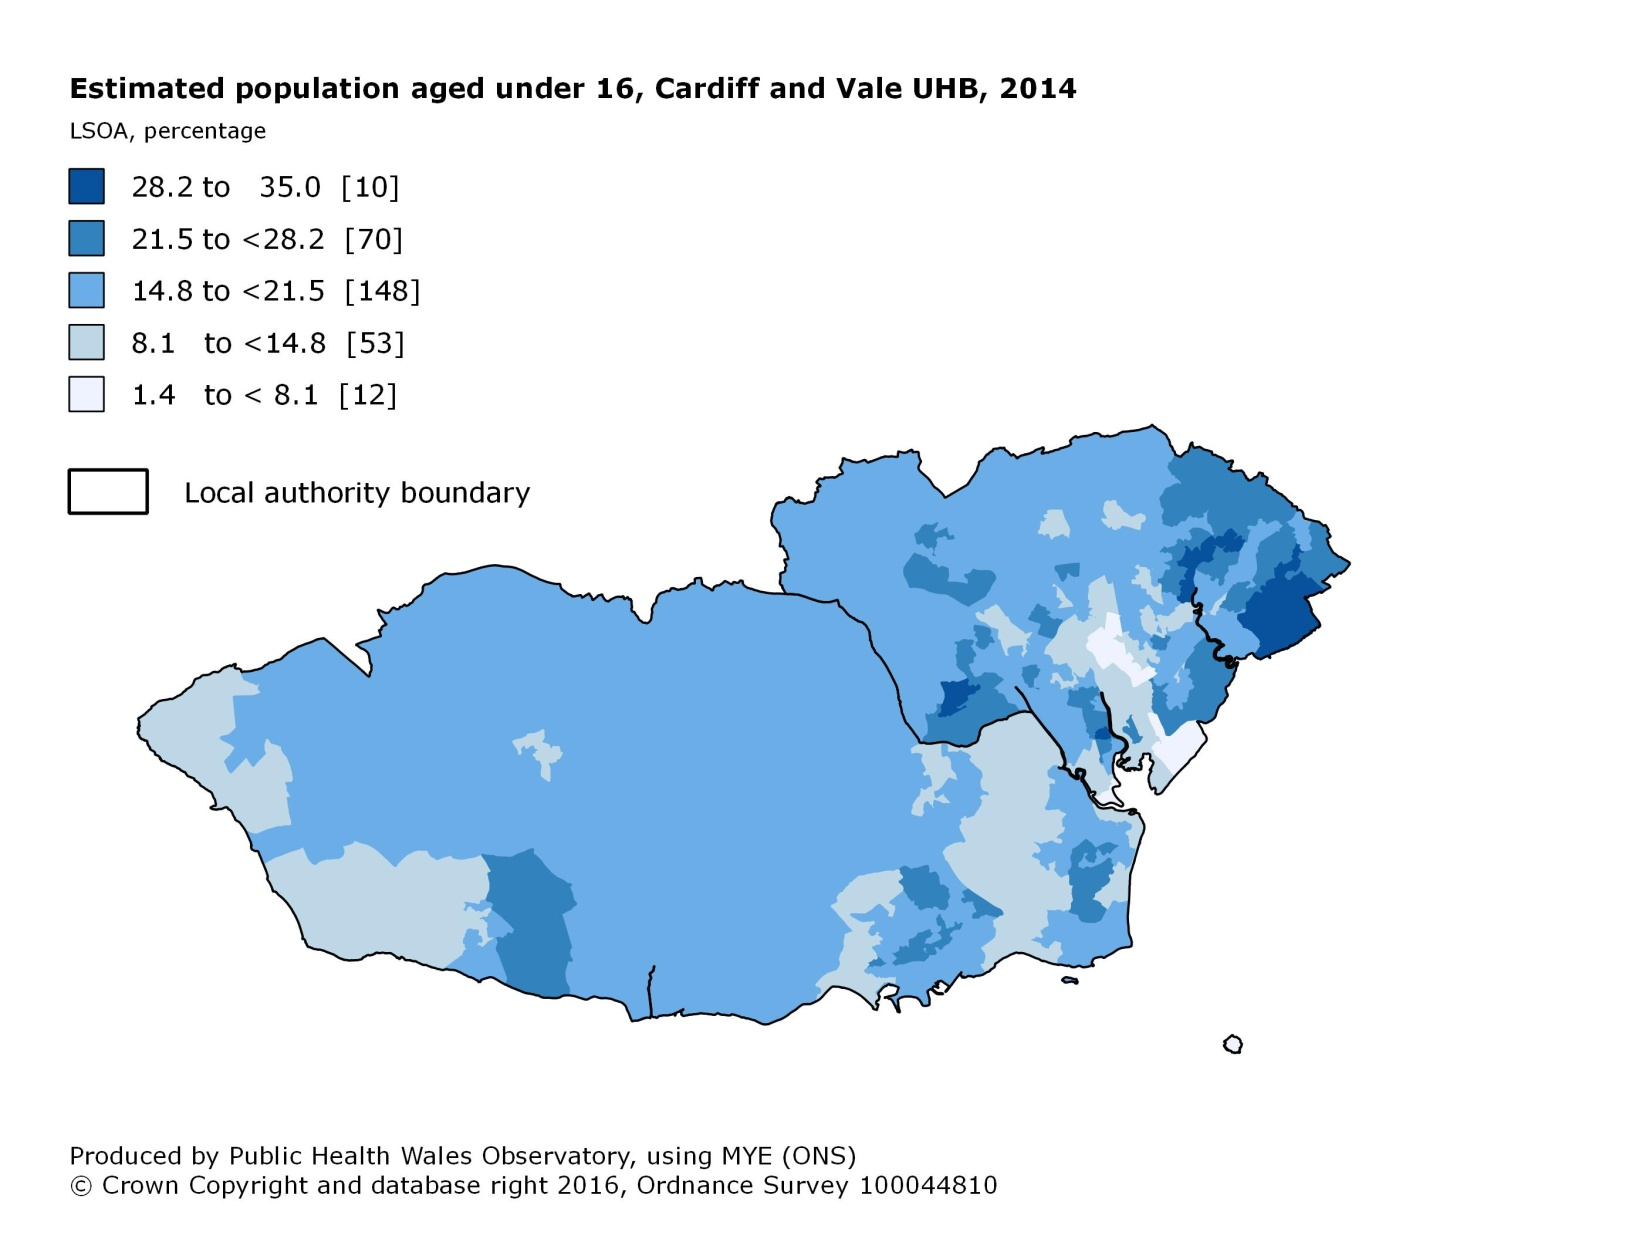 Estimated population aged under 16, Cardiff and Vale UHB, 2014
LSOA, percentage
28.2 to 35.0 [10]
21.5 to <28.2 [70]
14.8 to <21.5 [148]
8.1 to <14.8 [53]
1.4 to < 8.1 [12]
Local authority boundary
Produced by Public Health Wales Observatory, using MYE (ONS)
© Crown Copyright and database right 2016, Ordnance Survey 100044810